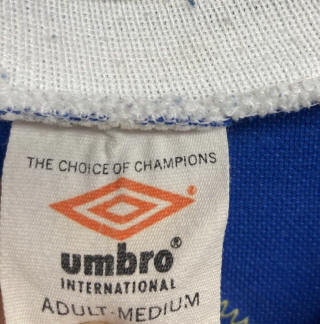 THE CHOICE OF CHAMPIONS
®
umbro®
INTERNATIONAL
ADULT-MEDIUM